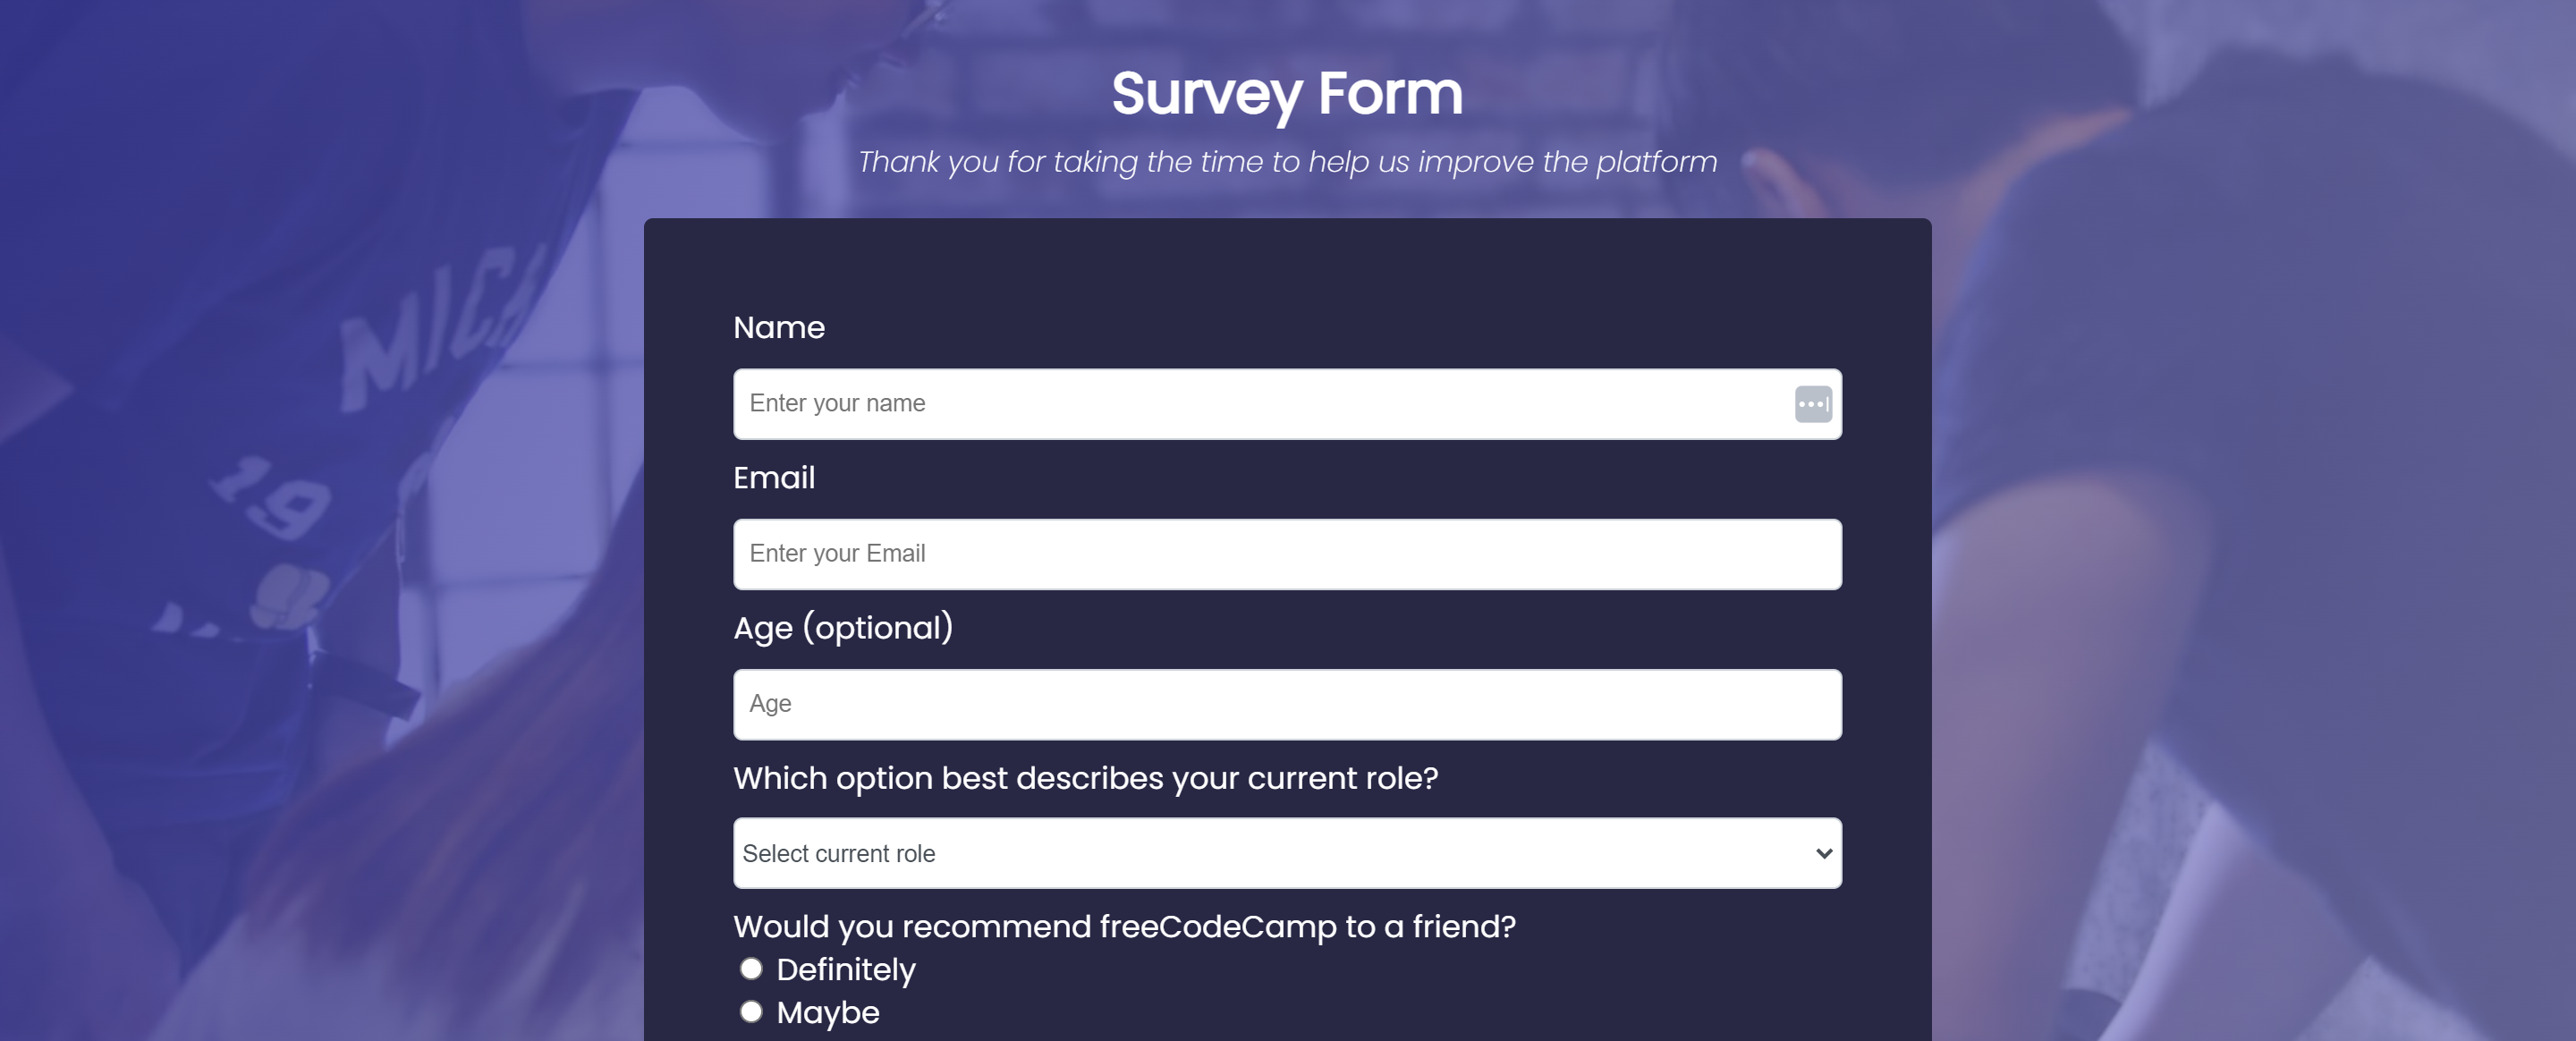 Survey Form
Thank you for taking the time to help us improve the platform
MICH
19
Name
Enter your name
Email
Enter your Email
Age (optional)
Age
Which option best describes your current role?
Select current role
Would you recommend freeCodeCamp to a friend?
Definitely
Maybe